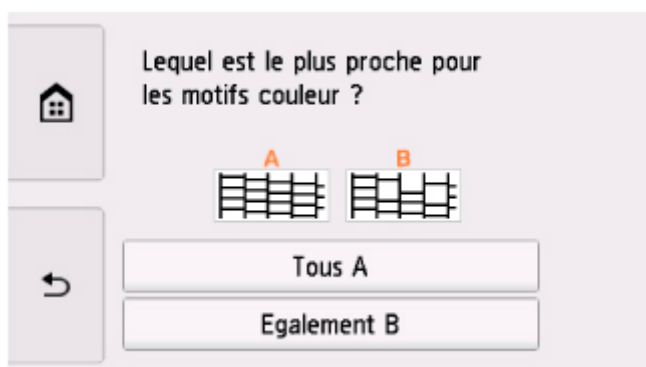 Lequel est le plus proche pour
les motifs couleur ?
A B
Tous A
Egalement B